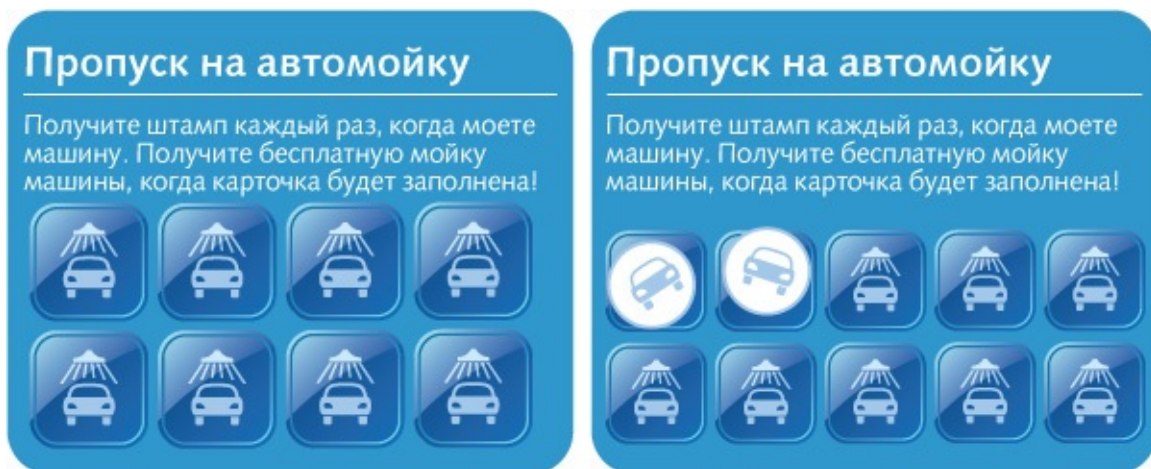 Пропуск на автомойку
Получите штамп каждый раз, когда моете
машину. Получите бесплатную мойку
машины, когда карточка будет заполнена!
Пропуск на автомойку
Получите штамп каждый раз, когда моете
машину. Получите бесплатную мойку
машины, когда карточка будет заполнена!